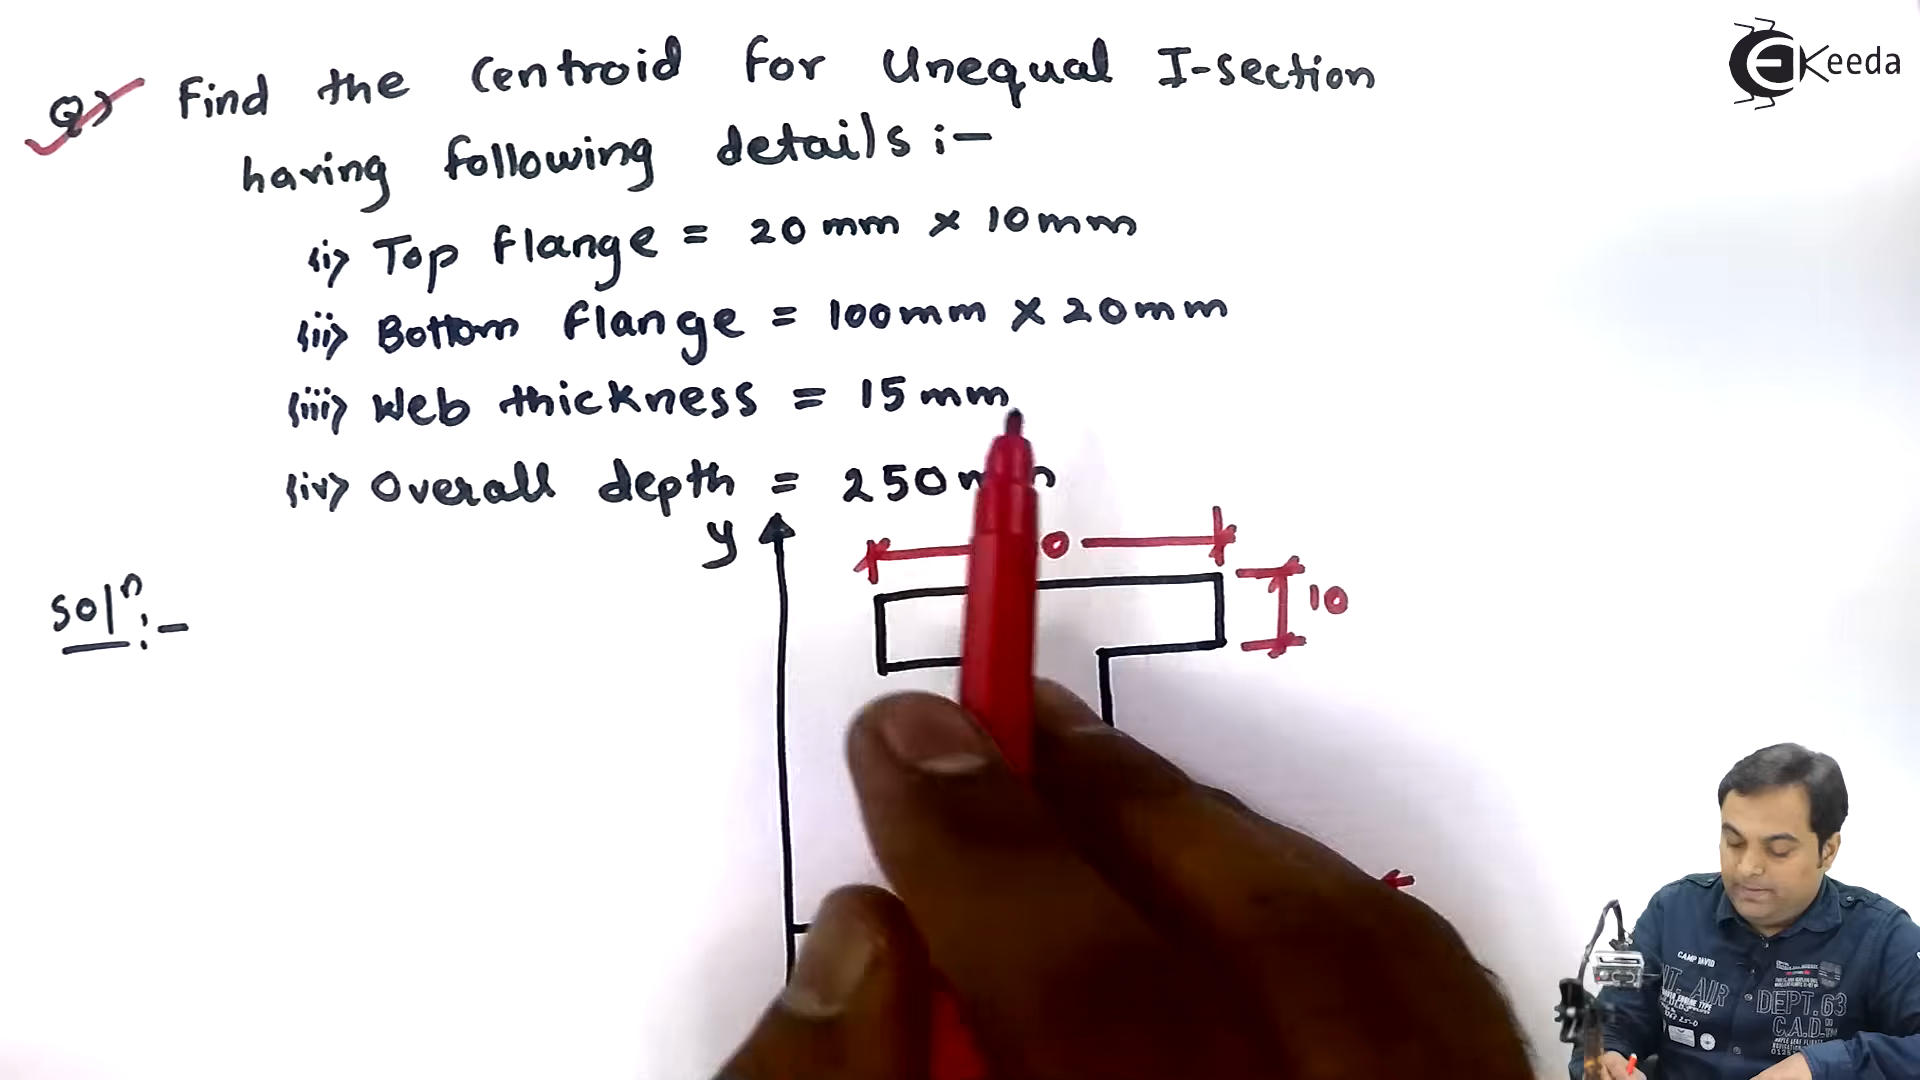 EKeeda
Q) Find the Centroid for Unequal I-section
having following details :-
(i) Top flange = 20 mm × 10 mm
(ii) Bottom flange = 100 mm × 20 mm
(iii) Web thickness = 15 mm
(iv) Overall depth = 250
y
0
10
Solⁿ :-
CAMP DAVID
DEPT.63